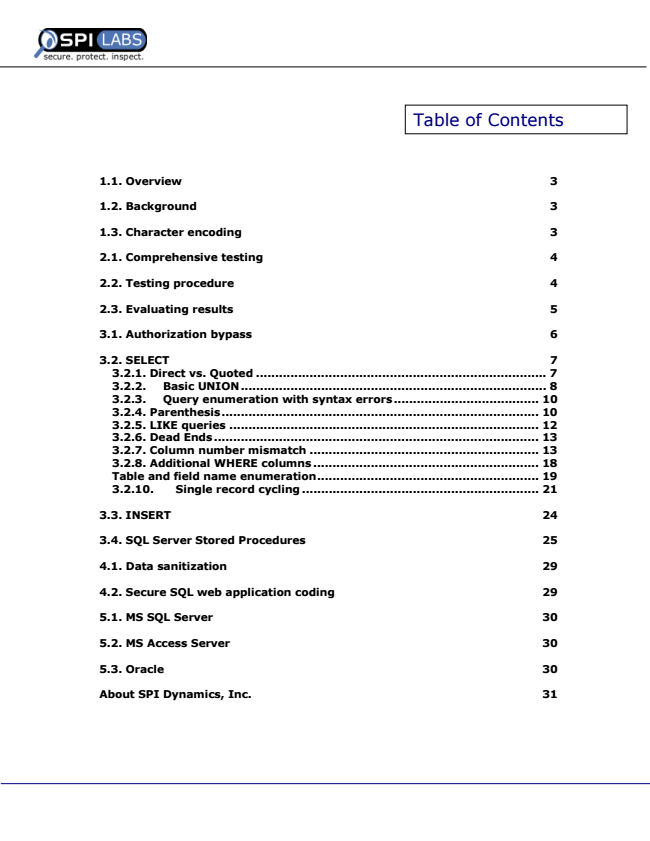 SPI LABS
secure. protect. inspect.
Table of Contents
1.1. Overview 3
1.2. Background 3
1.3. Character encoding 3
2.1. Comprehensive testing 4
2.2. Testing procedure 4
2.3. Evaluating results 5
3.1. Authorization bypass 6
3.2. SELECT 7
3.2.1. Direct vs. Quoted ........................................................................ 7
3.2.2. Basic UNION............................................................................ 8
3.2.3. Query enumeration with syntax errors.................................... 10
3.2.4. Parenthesis............................................................................... 10
3.2.5. LIKE queries ............................................................................. 12
3.2.6. Dead Ends................................................................................. 13
3.2.7. Column number mismatch ......................................................... 13
3.2.8. Additional WHERE columns........................................................ 18
Table and field name enumeration....................................................... 19
3.2.10. Single record cycling ........................................................... 21
3.3. INSERT 24
3.4. SQL Server Stored Procedures 25
4.1. Data sanitization 29
4.2. Secure SQL web application coding 29
5.1. MS SQL Server 30
5.2. MS Access Server 30
5.3. Oracle 30
About SPI Dynamics, Inc. 31